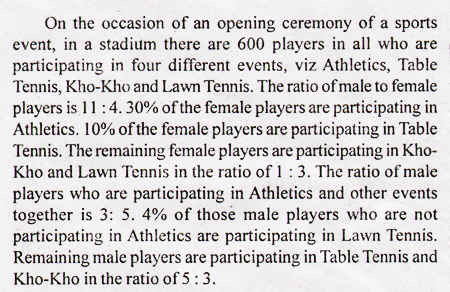 On the occasion of an opening ceremony of a sports
event, in a stadium there are 600 players in all who are
participating in four different events, viz Athletics, Table
Tennis, Kho-Kho and Lawn Tennis. The ratio of male to female
players is 11 : 4. 30% of the female players are participating in
Athletics. 10% of the female players are participating in Table
Tennis. The remaining female players are participating in Kho-
Kho and Lawn Tennis in the ratio of 1 : 3. The ratio of male
players who are participating in Athletics and other events
together is 3: 5. 4% of those male players who are not
participating in Athletics are participating in Lawn Tennis.
Remaining male players are participating in Table Tennis and
Kho-Kho in the ratio of 5 : 3.